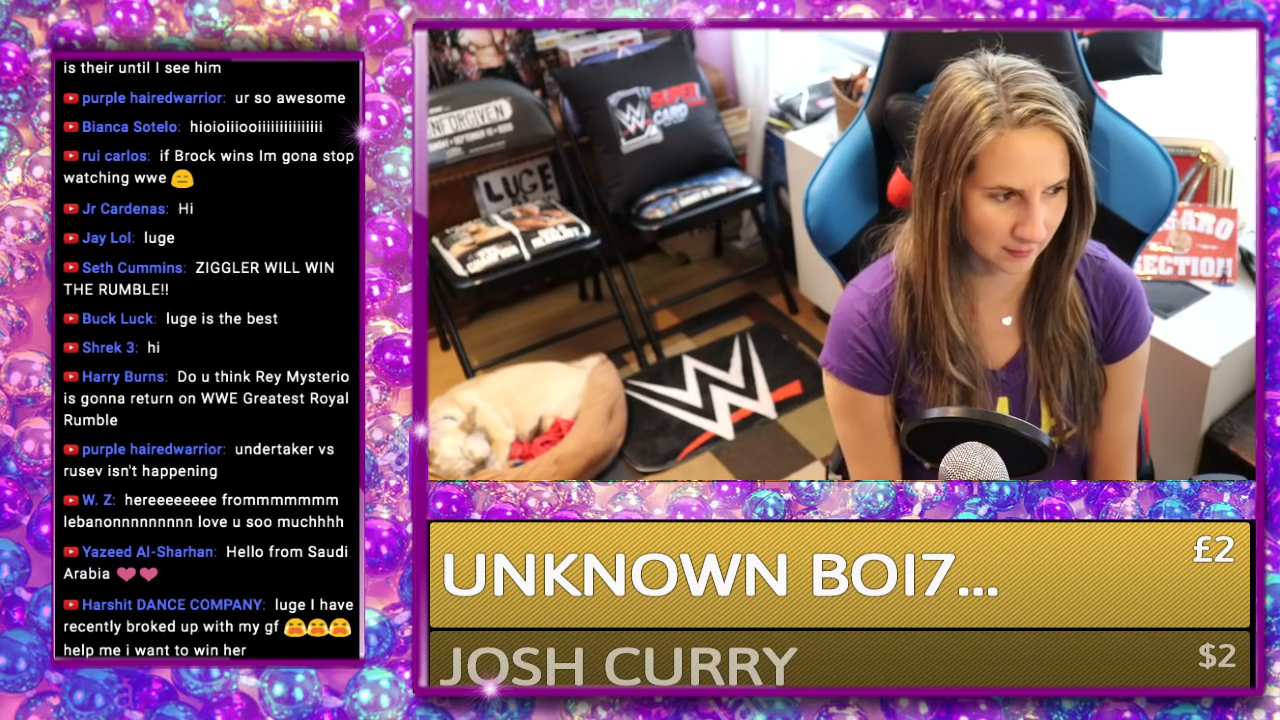 is their until I see him
purple hairedwarrior: ur so awesome
Bianca Sotelo: hioioiiiooiiiiiiiiiiiiiii
rui carlos: if Brock wins Im gona stop
watching wwe
Jr Cardenas: Hi
Jay Lol: luge
Seth Cummins: ZIGGLER WILL WIN
THE RUMBLE!!
Buck Luck: luge is the best
Shrek 3: hi
Harry Burns: Do u think Rey Mysterio
is gonna return on WWE Greatest Royal
Rumble
purple hairedwarrior: undertaker vs
rusev isn't happening
W. Z: hereeeeeeee frommmmmmm
lebanonnnnnnnnn love u soo muchhhh
Yazeed Al-Sharhan: Hello from Saudi
Arabia
Harshit DANCE COMPANY: luge I have
recently broked up with my gf
help me i want to win her
UNFORGIVEN
LUGE
SUPER
CARD
SECTION
UNKNOWN BOI7...
£2
JOSH CURRY
$2